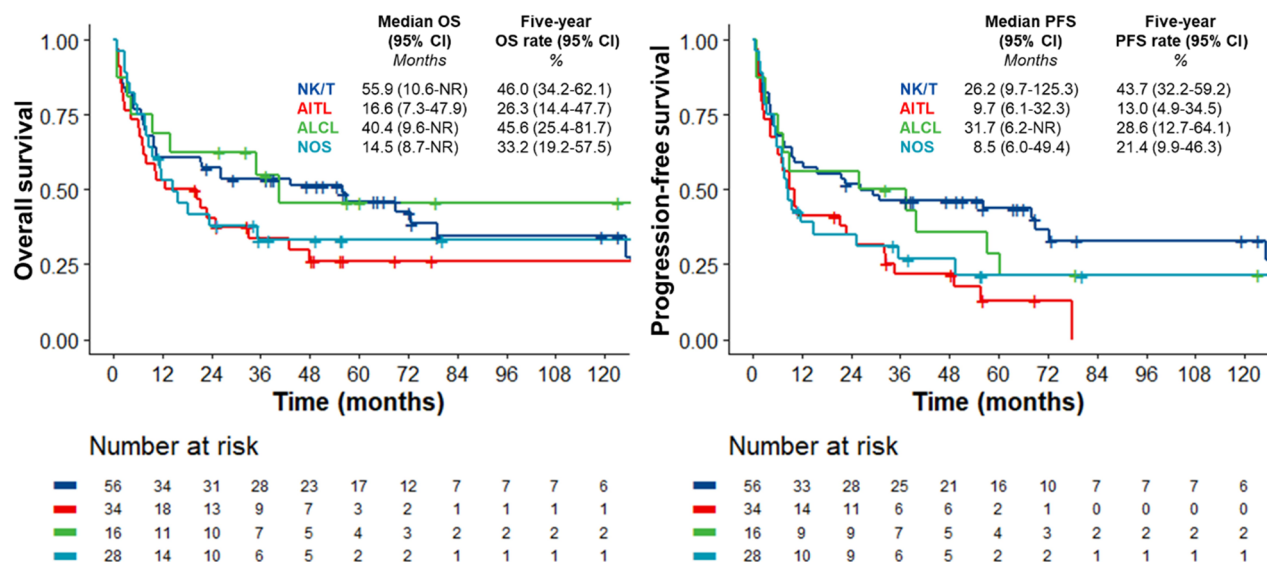 Median OS Five-year
(95% CI) OS rate (95% CI)
Months %
NK/T 55.9 (10.6-NR) 46.0 (34.2-62.1)
AITL 16.6 (7.3-47.9) 26.3 (14.4-47.7)
ALCL 40.4 (9.6-NR) 45.6 (25.4-81.7)
NOS 14.5 (8.7-NR) 33.2 (19.2-57.5)
Overall survival
1.00
0.75
0.50
0.25
0.00
0 12 24 36 48 60 72 84 96 108 120
Time (months)
Number at risk
56 34 31 28 23 17 12 7 7 7 6
34 18 13 9 7 3 2 1 1 1 1
16 11 10 7 5 4 3 2 2 2 2
28 14 10 6 5 2 2 1 1 1 1
Median PFS Five-year
(95% CI) PFS rate (95% CI)
Months %
NK/T 26.2 (9.7-125.3) 43.7 (32.2-59.2)
AITL 9.7 (6.1-32.3) 13.0 (4.9-34.5)
ALCL 31.7 (6.2-NR) 28.6 (12.7-64.1)
NOS 8.5 (6.0-49.4) 21.4 (9.9-46.3)
Progression-free survival
1.00
0.75
0.50
0.25
0.00
0 12 24 36 48 60 72 84 96 108 120
Time (months)
Number at risk
56 33 28 25 21 16 10 7 7 7 6
34 14 11 6 6 2 1 0 0 0 0
16 9 9 7 5 4 3 2 2 2 2
28 10 9 6 5 2 2 1 1 1 1